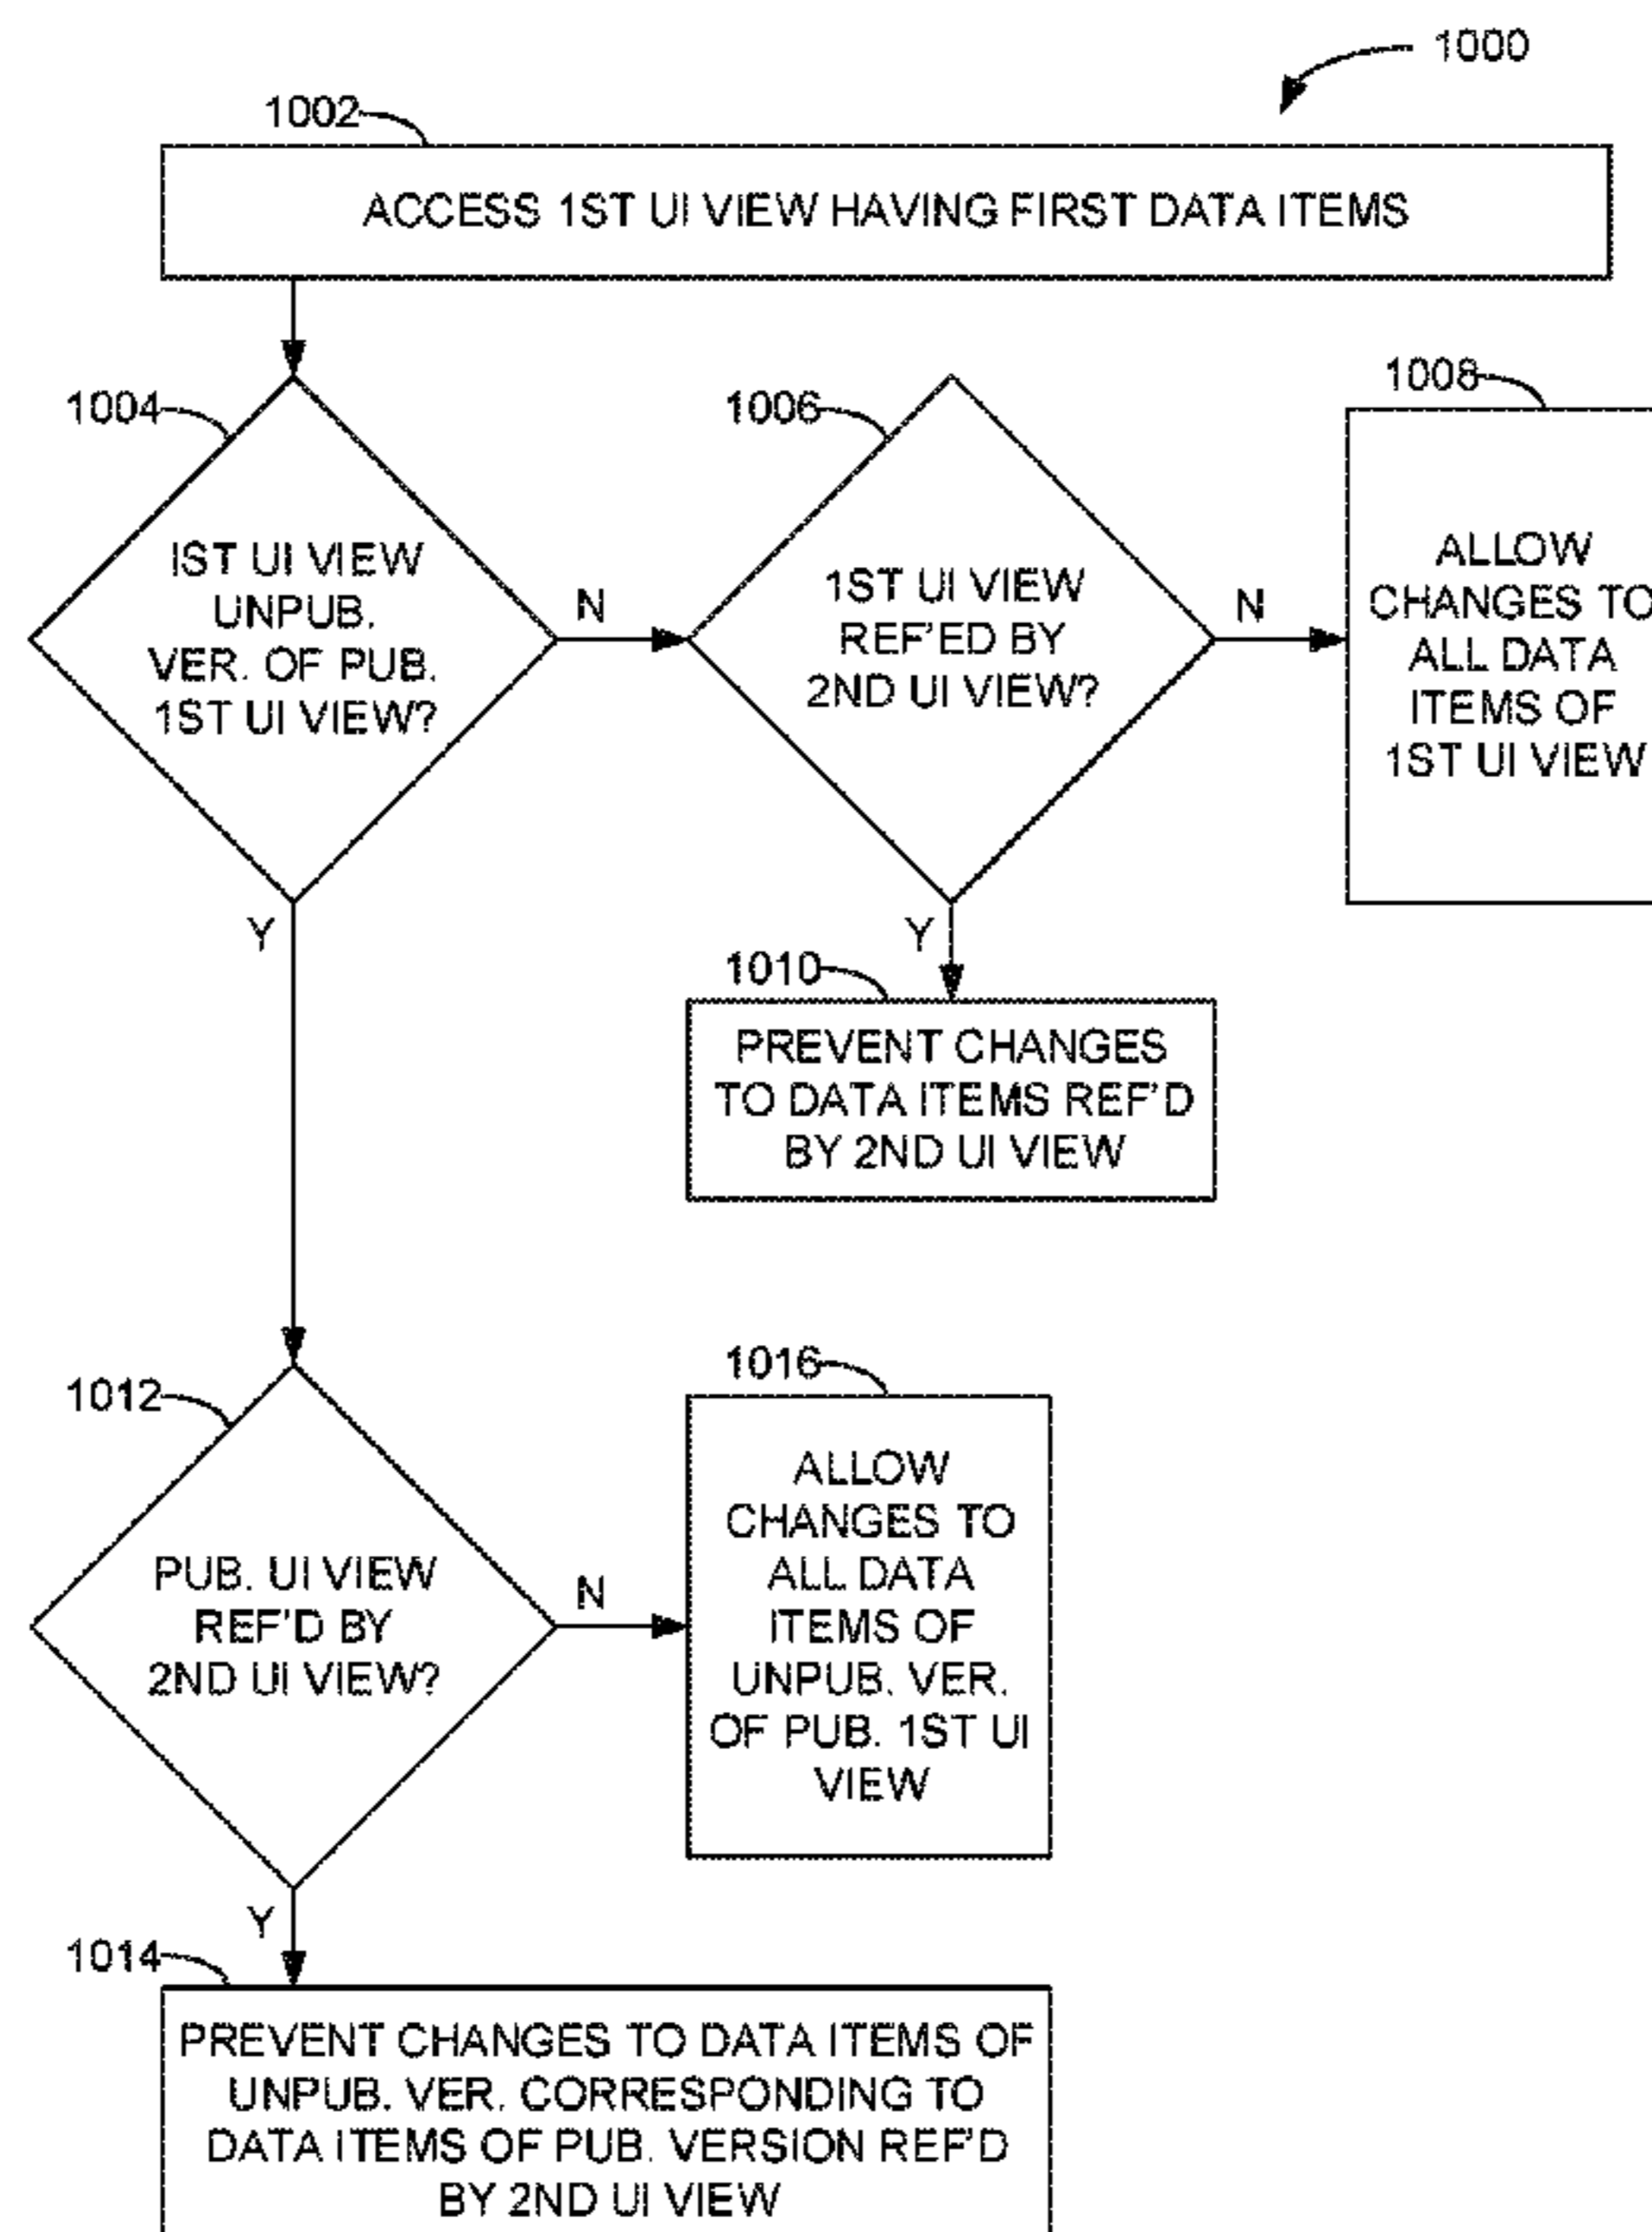 1000
1002
ACCESS 1ST UI VIEW HAVING FIRST DATA ITEMS
1004
IST UI VIEW
UNPUB.
VER. OF PUB.
1ST UI VIEW?
N
Y
1006
1ST UI VIEW
REF'ED BY
2ND UI VIEW?
N
Y
1008
ALLOW
CHANGES TO
ALL DATA
ITEMS OF
1ST UI VIEW
1010
PREVENT CHANGES
TO DATA ITEMS REF'D
BY 2ND UI VIEW
1012
PUB. UI VIEW
REF'D BY
2ND UI VIEW?
N
Y
1016
ALLOW
CHANGES TO
ALL DATA
ITEMS OF
UNPUB. VER.
OF PUB. 1ST UI
VIEW
1014
PREVENT CHANGES TO DATA ITEMS OF
UNPUB. VER. CORRESPONDING TO
DATA ITEMS OF PUB. VERSION REF'D
BY 2ND UI VIEW